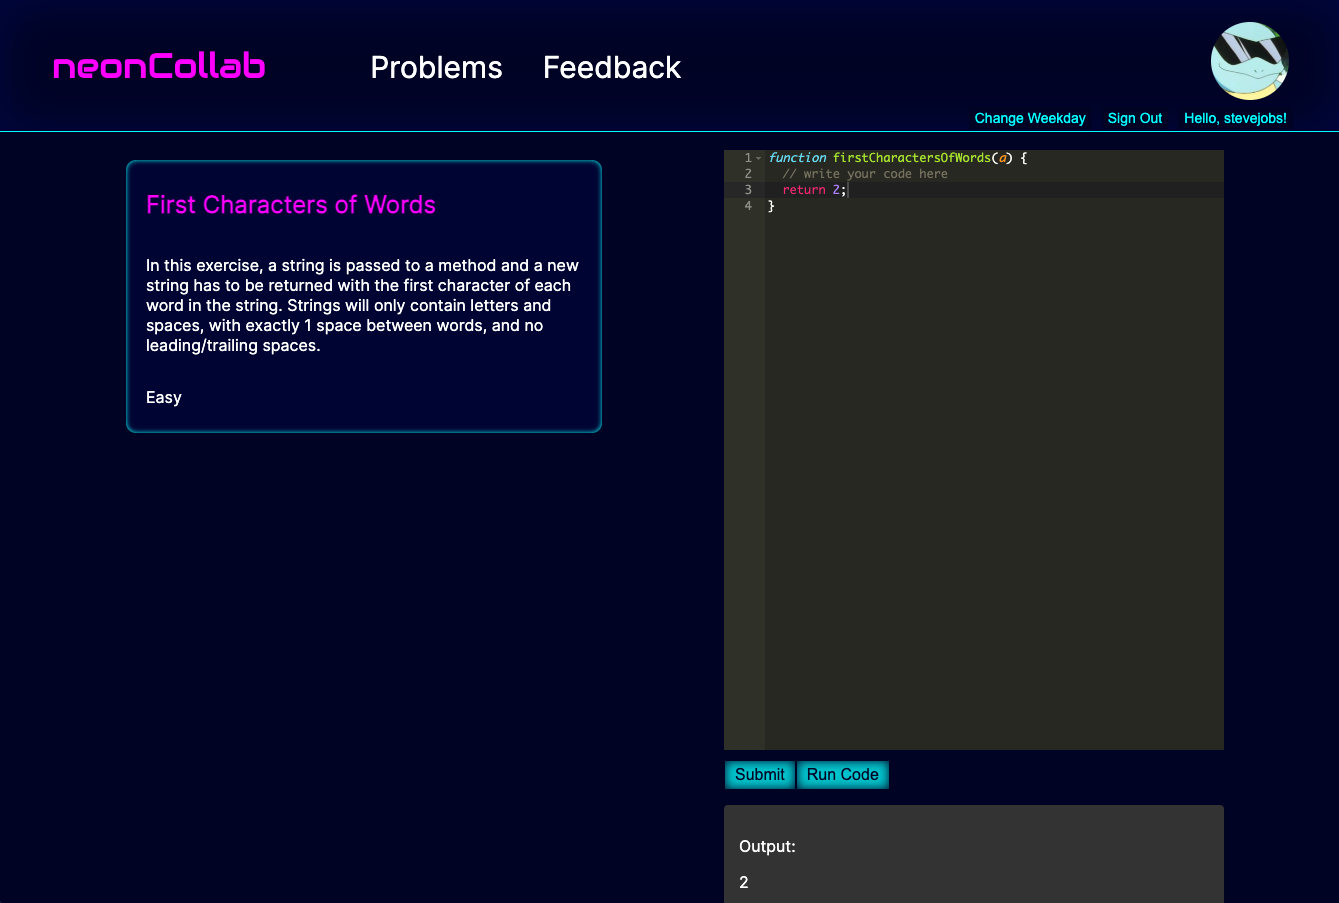 neonCollab
Problems
Feedback
Change Weekday
Sign Out
Hello, stevejobs!
First Characters of Words
In this exercise, a string is passed to a method and a new
string has to be returned with the first character of each
word in the string. Strings will only contain letters and
spaces, with exactly 1 space between words, and no
leading/trailing spaces.
Easy
1 function firstCharactersOfWords(a) {
2 // write your code here
3 return 2;
4 }
Submit
Run Code
Output:
2